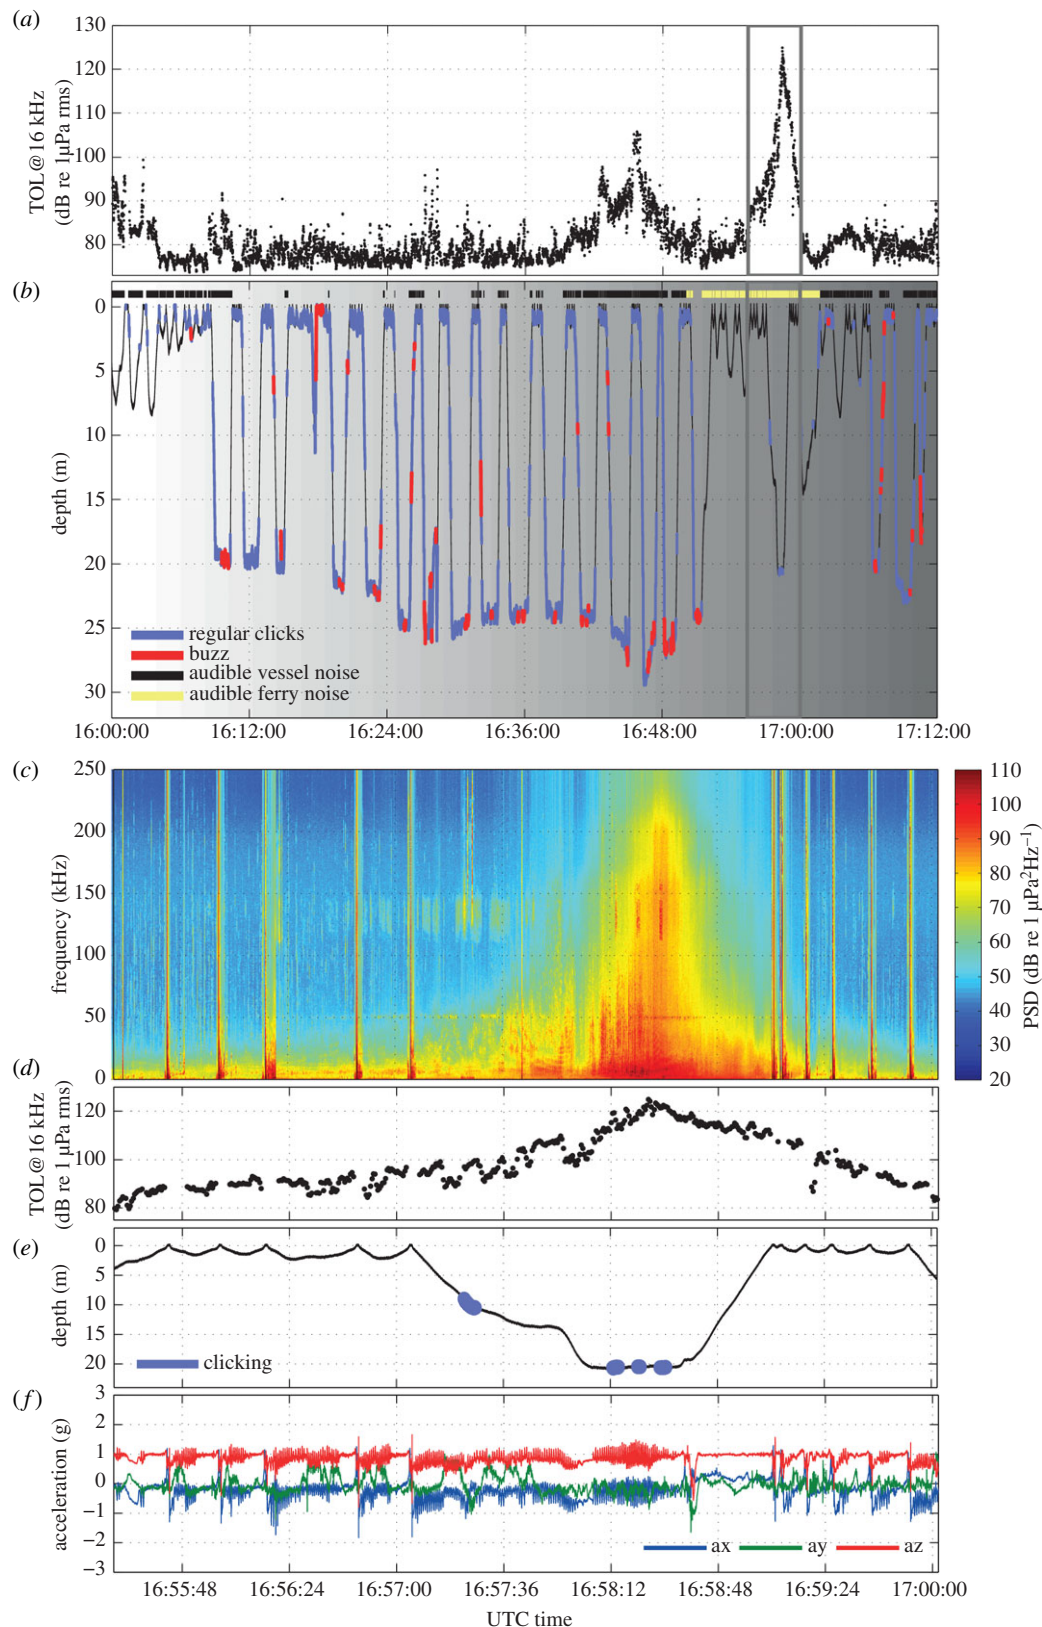 (a)
130
120
110
100
90
80
TOL@16 kHz
(dB re 1µPa rms)
(b)
0
5
10
15
20
25
30
depth (m)
regular clicks
buzz
audible vessel noise
audible ferry noise
16:00:00 16:12:00 16:24:00 16:36:00 16:48:00 17:00:00 17:12:00
(c)
250
200
150
100
50
0
frequency (kHz)
110
100
90
80
70
60
50
40
30
20
PSD (dB re 1 µPa²Hz⁻¹)
(d)
120
100
80
TOL@16 kHz
(dB re 1 µPa rms)
(e)
0
5
10
15
20
depth (m)
clicking
(f)
3
2
1
0
−1
−2
−3
acceleration (g)
ax ay az
16:55:48 16:56:24 16:57:00 16:57:36 16:58:12 16:58:48 16:59:24 17:00:00
UTC time